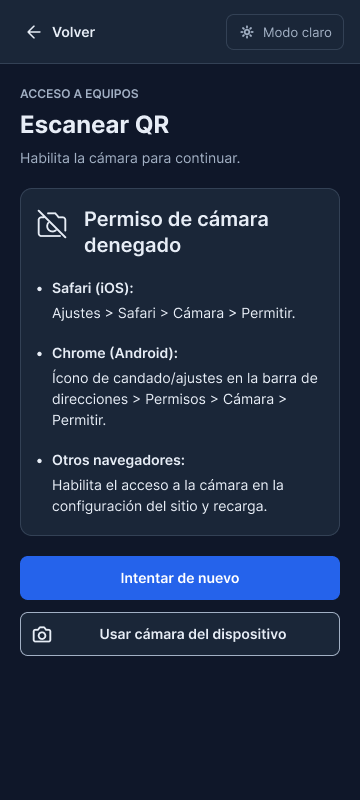 Volver
Modo claro
ACCESO A EQUIPOS
Escanear QR
Habilita la cámara para continuar.
Permiso de cámara
denegado
• Safari (iOS):
Ajustes > Safari > Cámara > Permitir.
• Chrome (Android):
Ícono de candado/ajustes en la barra de
direcciones > Permisos > Cámara >
Permitir.
• Otros navegadores:
Habilita el acceso a la cámara en la
configuración del sitio y recarga.
Intentar de nuevo
Usar cámara del dispositivo